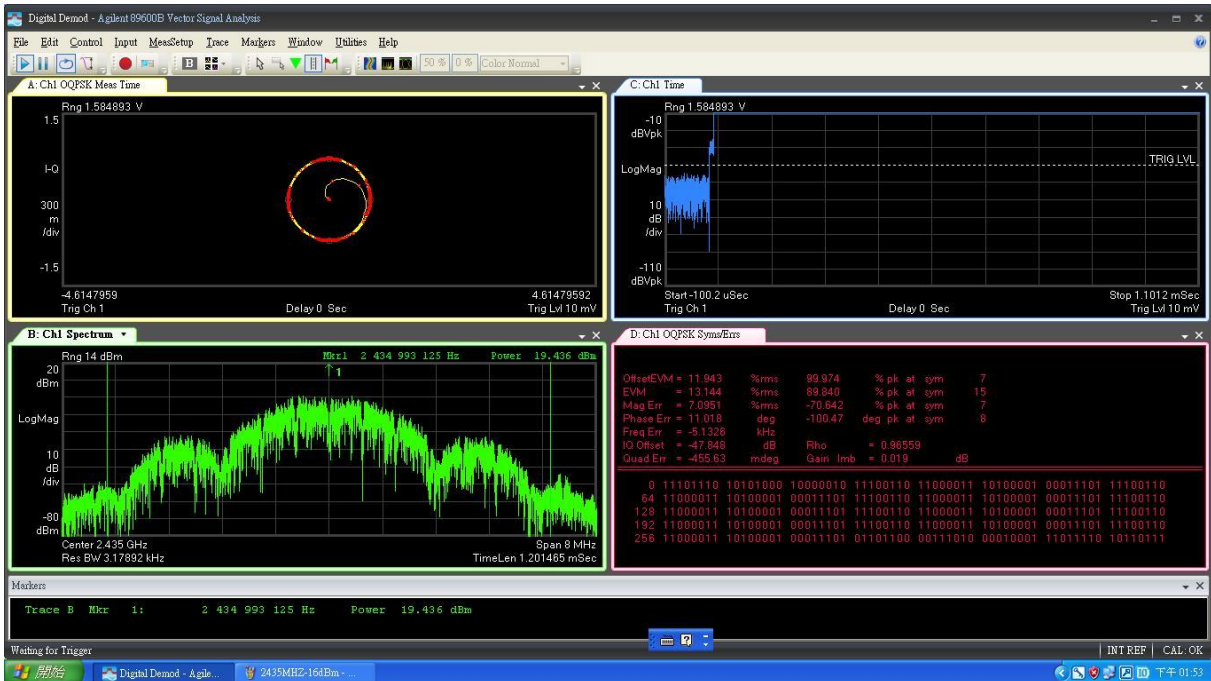 Digital Demod - Agilent 89600B Vector Signal Analysis
File Edit Control Input MeasSetup Trace Markers Window Utilities Help
B 50 % 0 % Color Normal
A: Ch1 OQPSK Meas Time
Rng 1.584893 V
1.5
I-Q
300
m
/div
-1.5
-4.6147959 4.61479592
Trig Ch 1 Delay 0 Sec Trig Lvl 10 mV
C: Ch1 Time
Rng 1.584893 V
-10
dBVpk
TRIG LVL
LogMag
10
dB
/div
-110
dBVpk
Start -100.2 uSec Stop 1.1012 mSec
Trig Ch 1 Delay 0 Sec Trig Lvl 10 mV
B: Ch1 Spectrum
Rng 14 dBm Mkr1 2 434 993 125 Hz Power 19.436 dBm
20
dBm
1
LogMag
10
dB
/div
-80
dBm
Center 2.435 GHz Span 8 MHz
Res BW 3.17892 kHz TimeLen 1.201465 mSec
D: Ch1 OQPSK Syms/Errs
OffsetEVM = 11.943 %rms 99.974 % pk at sym 7
EVM = 13.144 %rms 89.840 % pk at sym 15
Mag Err = 7.0951 %rms -70.642 % pk at sym 7
Phase Err = 11.018 deg -100.47 deg pk at sym 8
Freq Err = -5.1326 kHz
IQ Offset = -47.848 dB Rho = 0.96559
Quad Err = -455.63 mdeg Gain Imb = 0.019 dB
0 11101110 10101000 10000010 11100110 11000011 10100001 00011101 11100110
64 11000011 10100001 00011101 11100110 11000011 10100001 00011101 11100110
128 11000011 10100001 00011101 11100110 11000011 10100001 00011101 11100110
192 11000011 10100001 00011101 11100110 11000011 10100001 00011101 11100110
256 11000011 10100001 00011101 01101100 00111010 00010001 11011110 10110111
Markers
Trace B Mkr 1: 2 434 993 125 Hz Power 19.436 dBm
Waiting for Trigger INT REF CAL: OK
開始 Digital Demod - Agile... 2435MHZ-16dBm - ... 下午 01:53